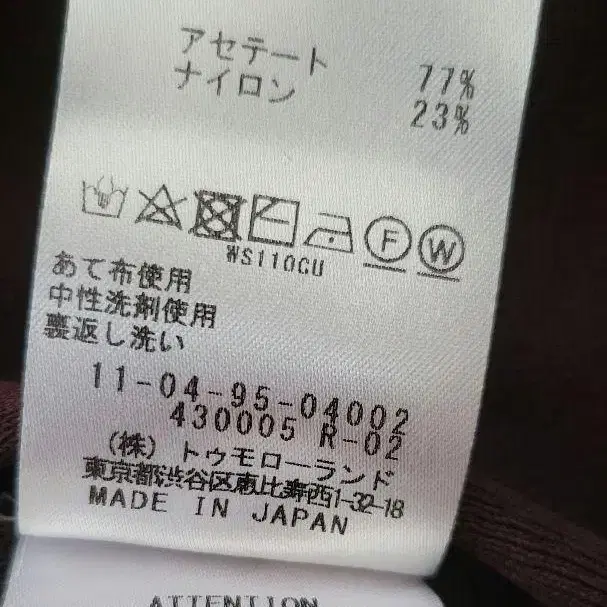 アセテート 77%
ナイロン 23%
F W
WS110GU
あて布使用
中性洗剤使用
裏返し洗い
11-04-95-04002
430005 R-02
(株) トゥモローランド
東京都渋谷区恵比寿西1-32-18
MADE IN JAPAN
ATTENTION